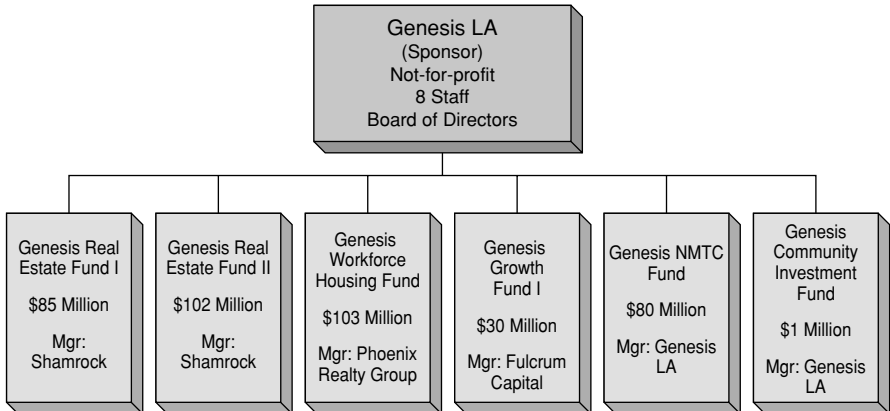 Genesis LA
(Sponsor)
Not-for-profit
8 Staff
Board of Directors
Genesis Real
Estate Fund I
$85 Million
Mgr:
Shamrock
Genesis Real
Estate Fund II
$102 Million
Mgr:
Shamrock
Genesis
Workforce
Housing Fund
$103 Million
Mgr: Phoenix
Realty Group
Genesis
Growth
Fund I
$30 Million
Mgr: Fulcrum
Capital
Genesis NMTC
Fund
$80 Million
Mgr: Genesis
LA
Genesis
Community
Investment
Fund
$1 Million
Mgr: Genesis
LA